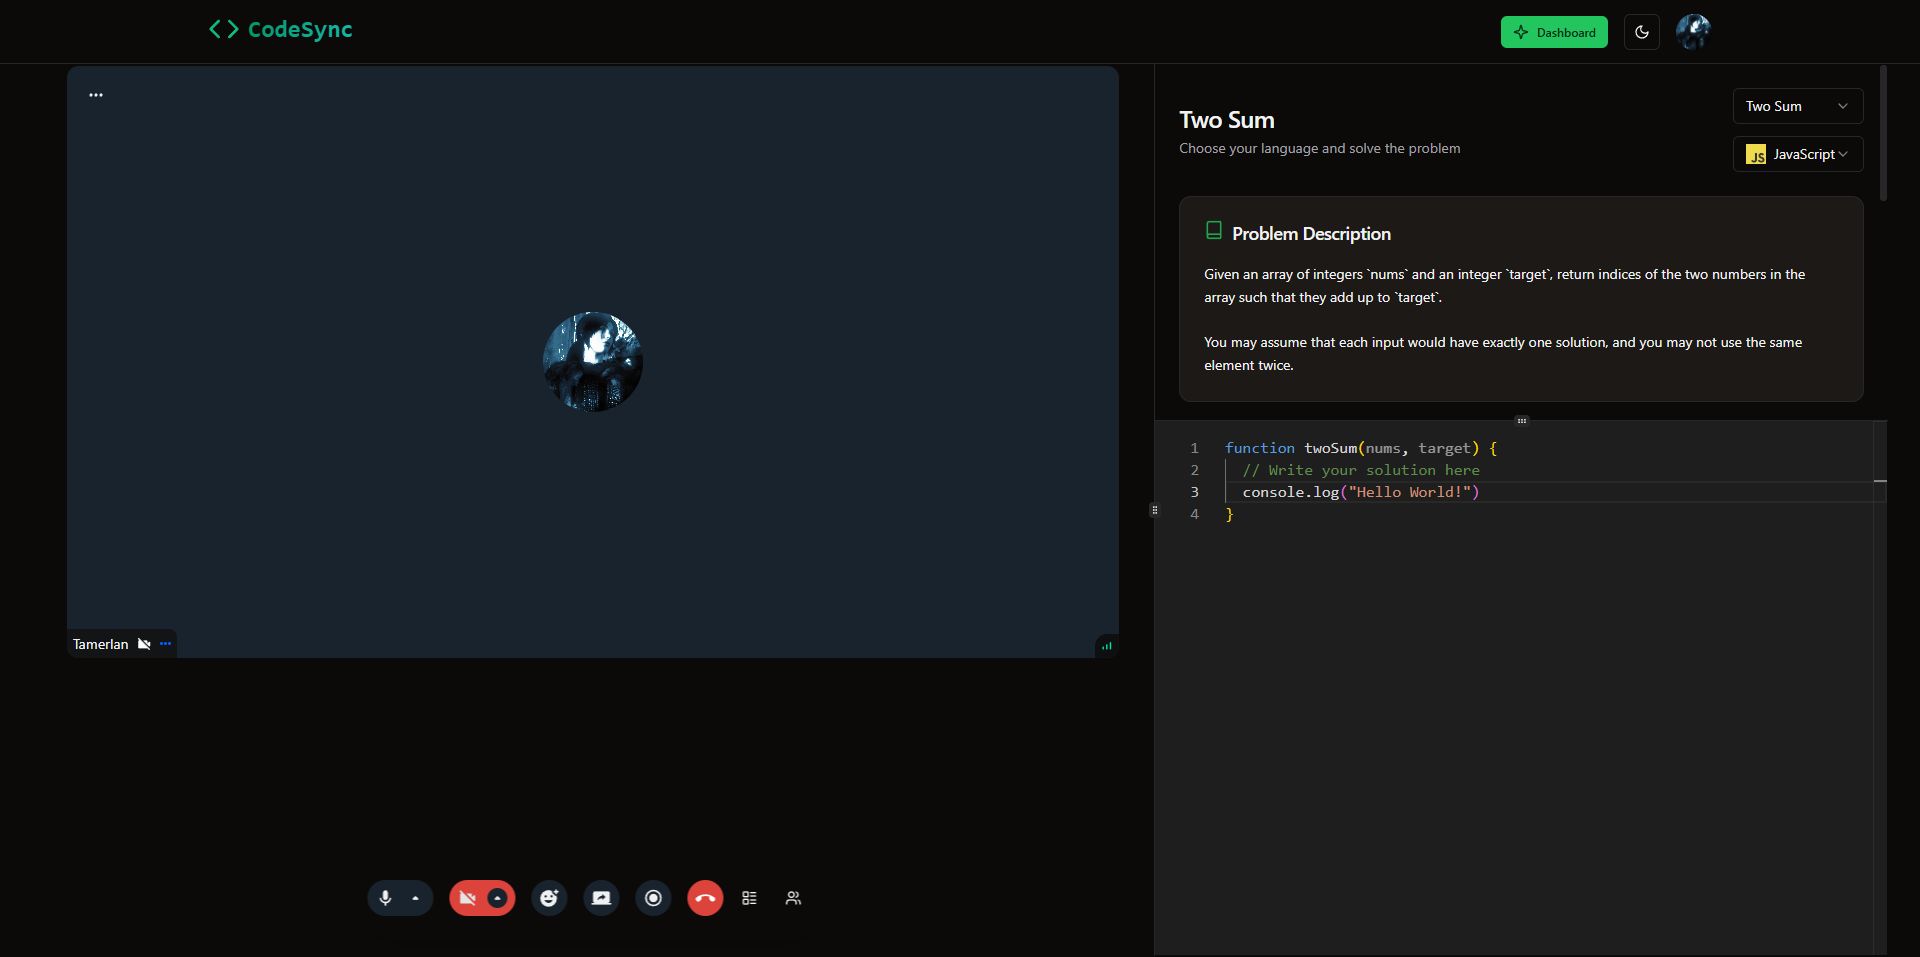 CodeSync
Dashboard
Tamerlan
Two Sum
Choose your language and solve the problem
Two Sum
JS JavaScript
Problem Description
Given an array of integers `nums` and an integer `target`, return indices of the two numbers in the
array such that they add up to `target`.
You may assume that each input would have exactly one solution, and you may not use the same
element twice.
1 function twoSum(nums, target) {
2 // Write your solution here
3 console.log("Hello World!")
4 }